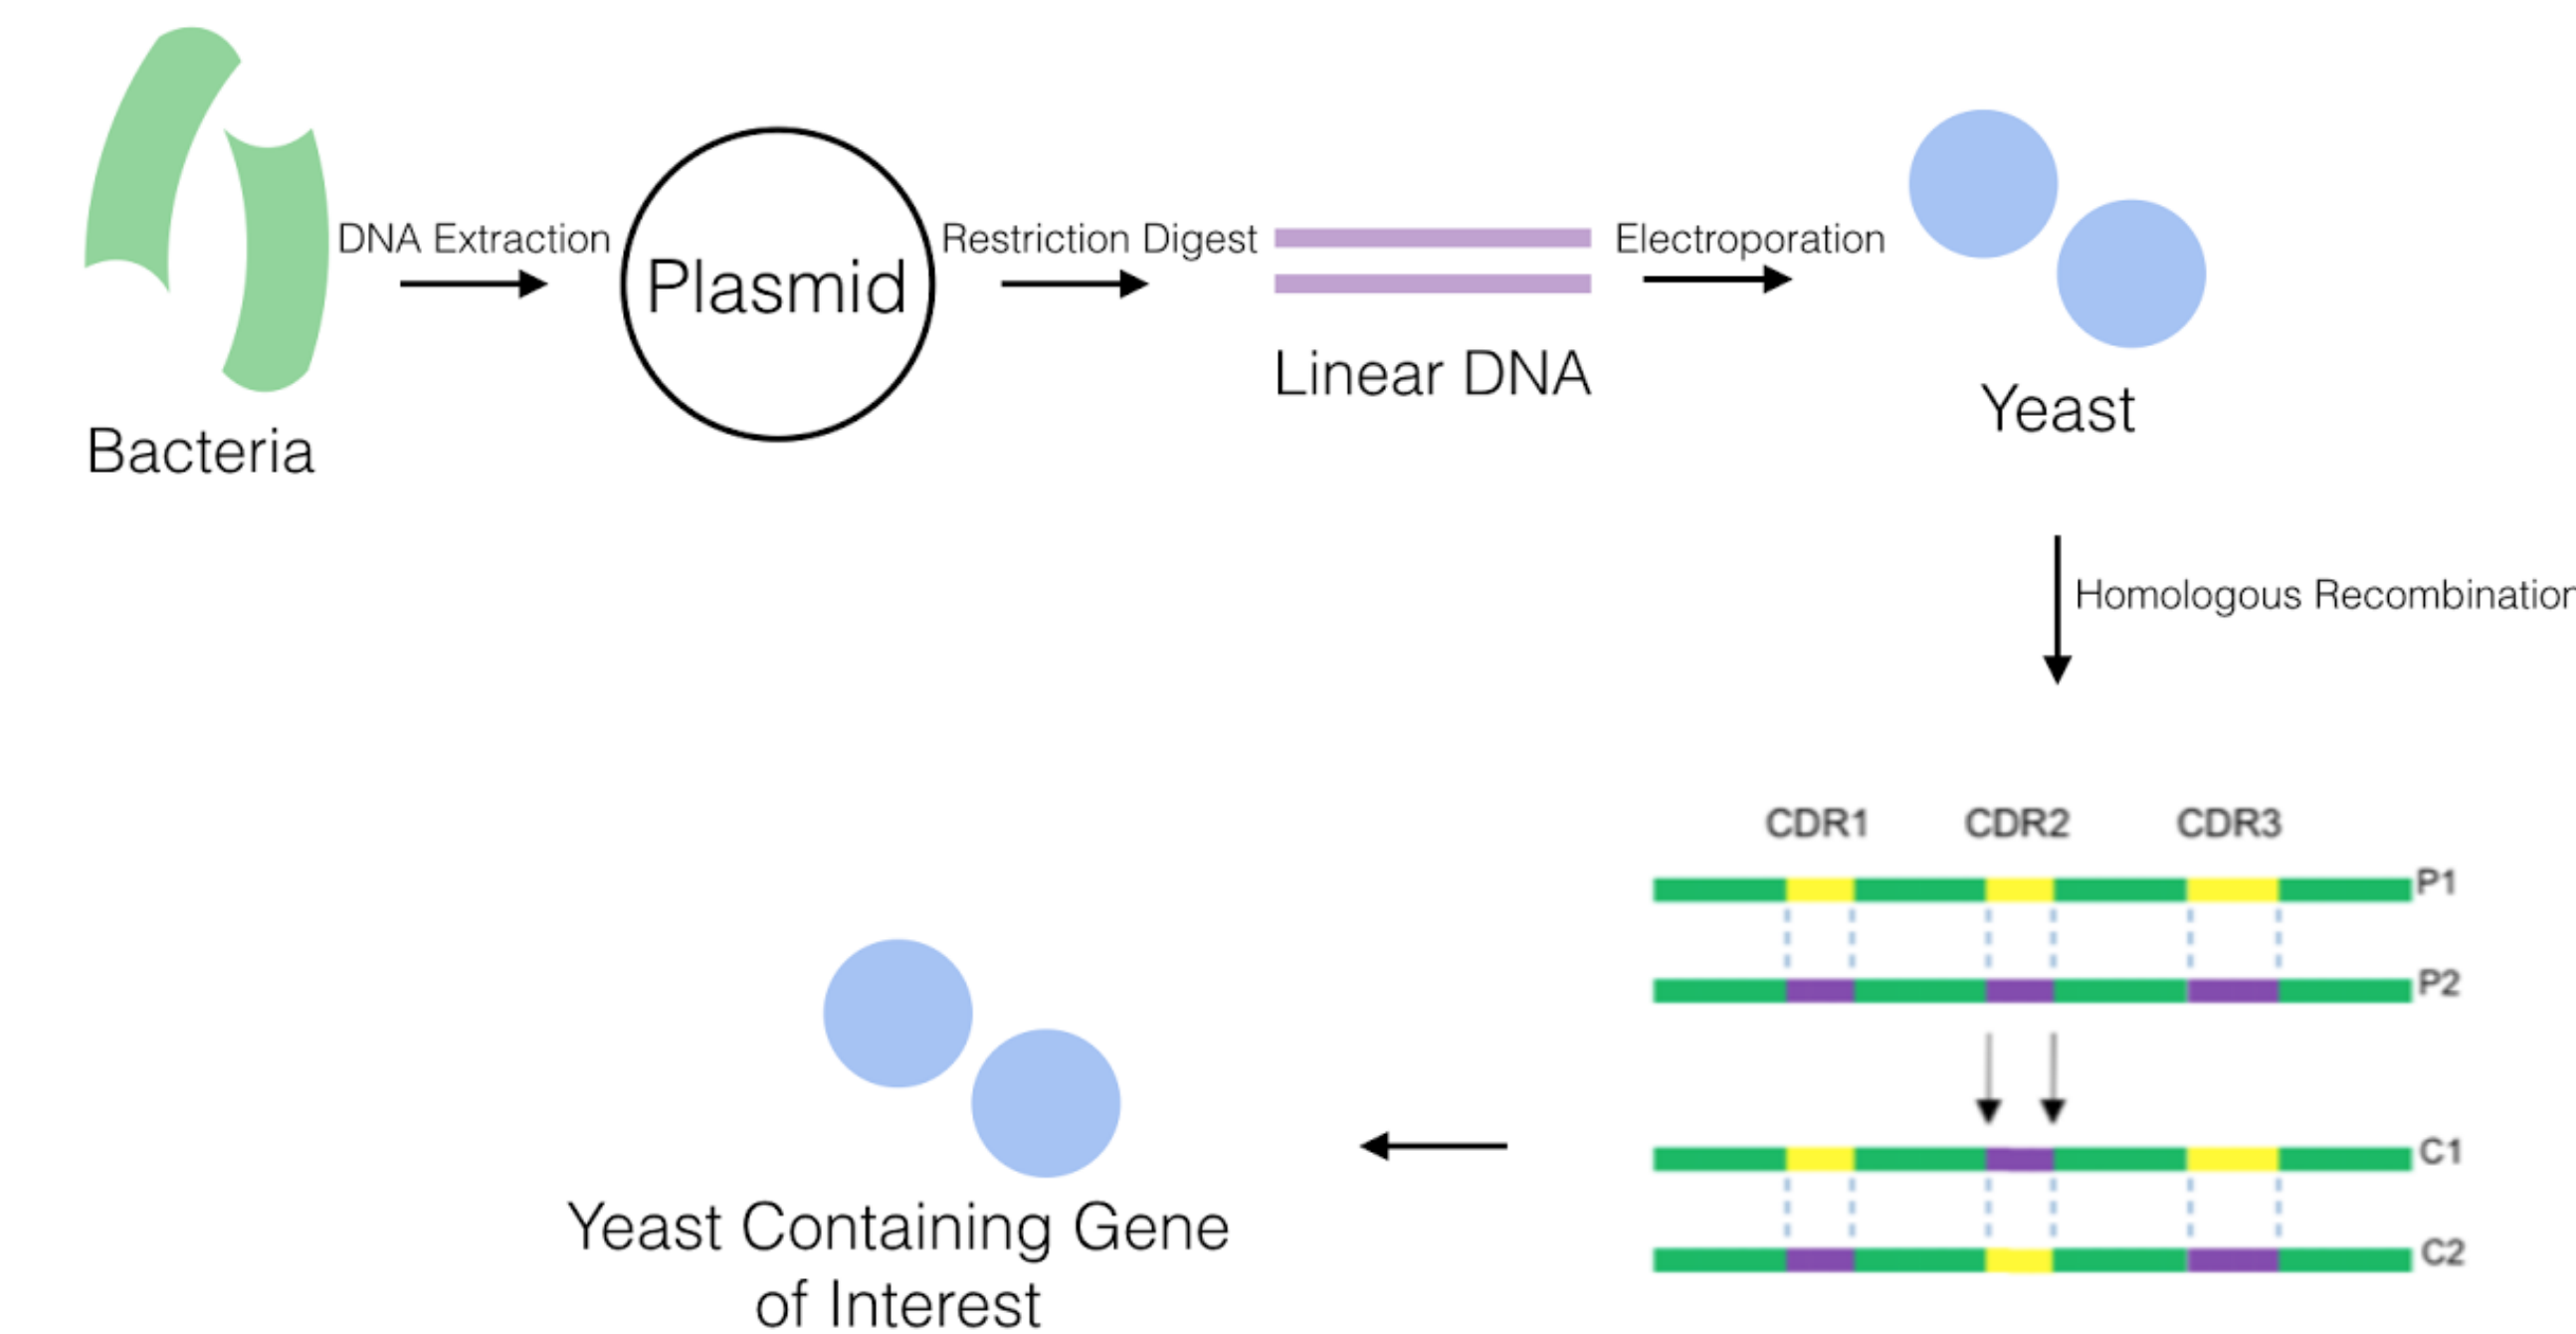 DNA Extraction
Plasmid
Restriction Digest
Linear DNA
Electroporation
Yeast
Bacteria
Homologous Recombination
CDR1 CDR2 CDR3
P1
P2
C1
C2
Yeast Containing Gene
of Interest